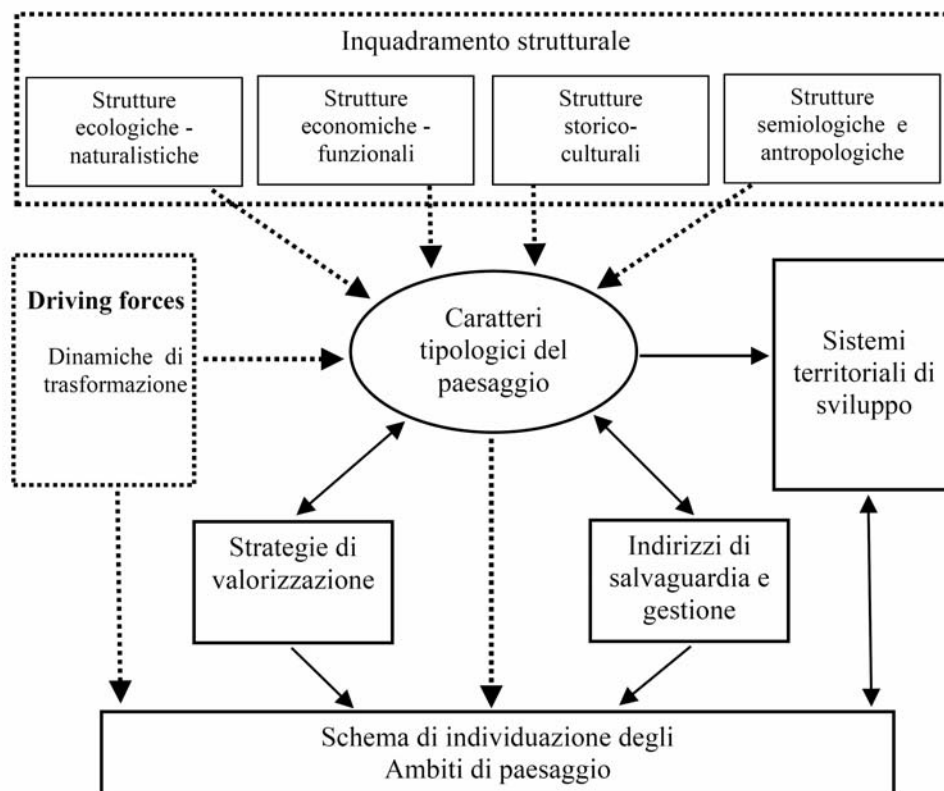 Inquadramento strutturale
Strutture
ecologiche -
naturalistiche
Strutture
economiche -
funzionali
Strutture
storico-
culturali
Strutture
semiologiche e
antropologiche
Driving forces
Dinamiche di
trasformazione
Caratteri
tipologici del
paesaggio
Sistemi
territoriali di
sviluppo
Strategie di
valorizzazione
Indirizzi di
salvaguardia e
gestione
Schema di individuazione degli
Ambiti di paesaggio